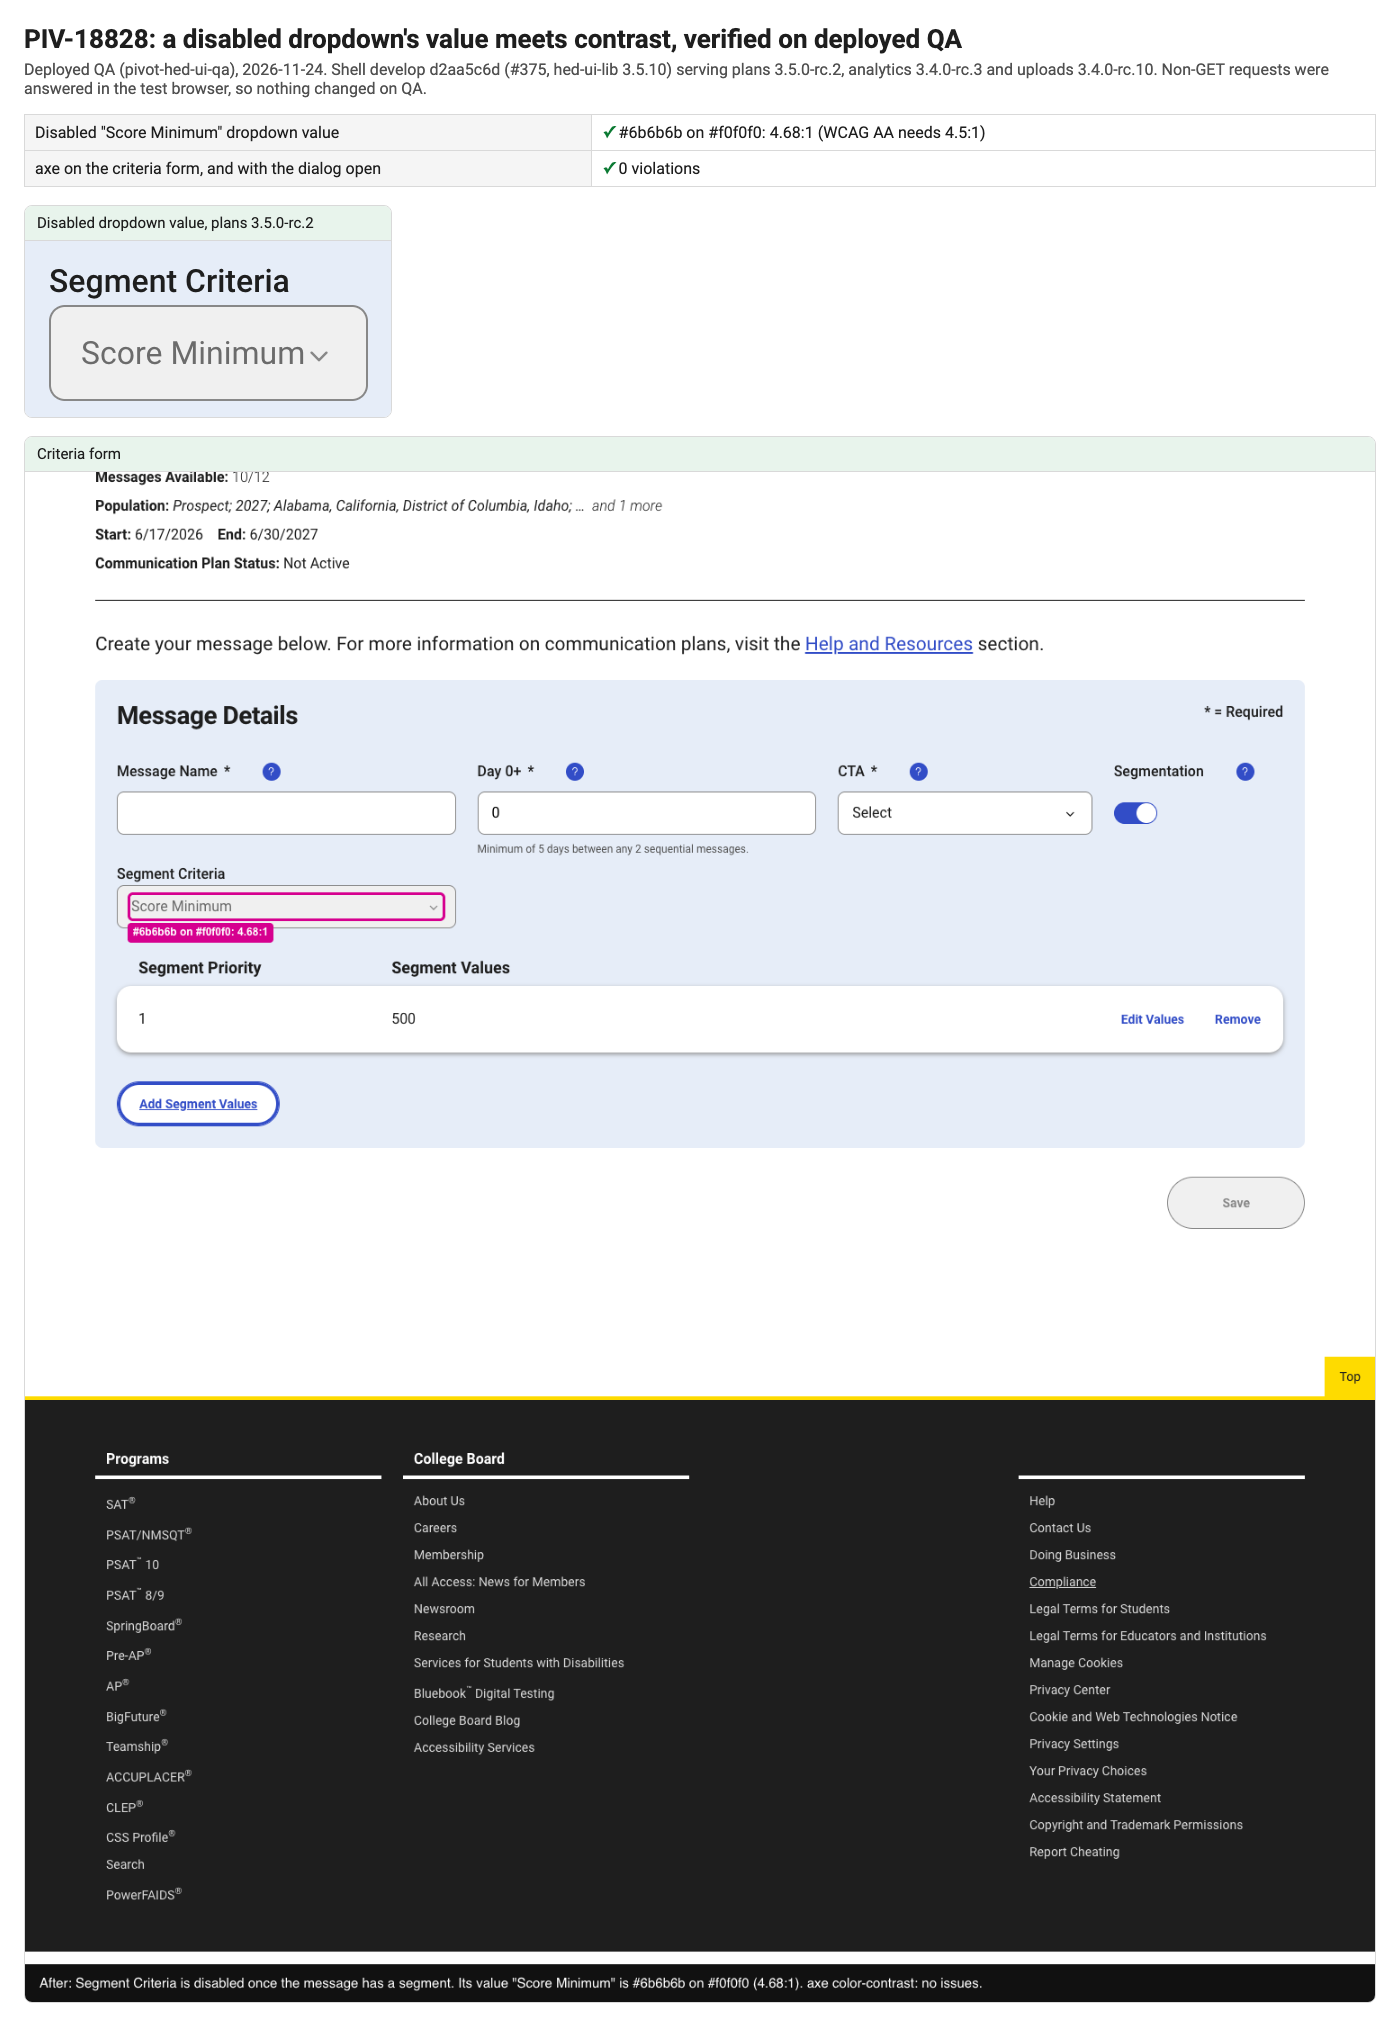 PIV-18828: a disabled dropdown's value meets contrast, verified on deployed QA
Deployed QA (pivot-hed-ui-qa), 2026-11-24. Shell develop d2aa5c6d (#375, hed-ui-lib 3.5.10) serving plans 3.5.0-rc.2, analytics 3.4.0-rc.3 and uploads 3.4.0-rc.10. Non-GET requests were
answered in the test browser, so nothing changed on QA.
Disabled "Score Minimum" dropdown value
✓ #6b6b6b on #f0f0f0: 4.68:1 (WCAG AA needs 4.5:1)
axe on the criteria form, and with the dialog open
✓ 0 violations
Disabled dropdown value, plans 3.5.0-rc.2
Segment Criteria
Score Minimum
Criteria form
Messages Available: 10/12
Population: Prospect; 2027; Alabama, California, District of Columbia, Idaho; ... and 1 more
Start: 6/17/2026 End: 6/30/2027
Communication Plan Status: Not Active
Create your message below. For more information on communication plans, visit the Help and Resources section.
Message Details
* = Required
Message Name * ?
Day 0+ * ?
CTA * ?
Segmentation ?
0
Select
Minimum of 5 days between any 2 sequential messages.
Segment Criteria
Score Minimum
#6b6b6b on #f0f0f0: 4.68:1
Segment Priority
Segment Values
1
500
Edit Values
Remove
Add Segment Values
Save
Top
Programs
SAT®
PSAT/NMSQT®
PSAT™ 10
PSAT™ 8/9
SpringBoard®
Pre-AP®
AP®
BigFuture®
Teamship®
ACCUPLACER®
CLEP®
CSS Profile®
Search
PowerFAIDS®
College Board
About Us
Careers
Membership
All Access: News for Members
Newsroom
Research
Services for Students with Disabilities
Bluebook™ Digital Testing
College Board Blog
Accessibility Services
Help
Contact Us
Doing Business
Compliance
Legal Terms for Students
Legal Terms for Educators and Institutions
Manage Cookies
Privacy Center
Cookie and Web Technologies Notice
Privacy Settings
Your Privacy Choices
Accessibility Statement
Copyright and Trademark Permissions
Report Cheating
After: Segment Criteria is disabled once the message has a segment. Its value "Score Minimum" is #6b6b6b on #f0f0f0 (4.68:1). axe color-contrast: no issues.